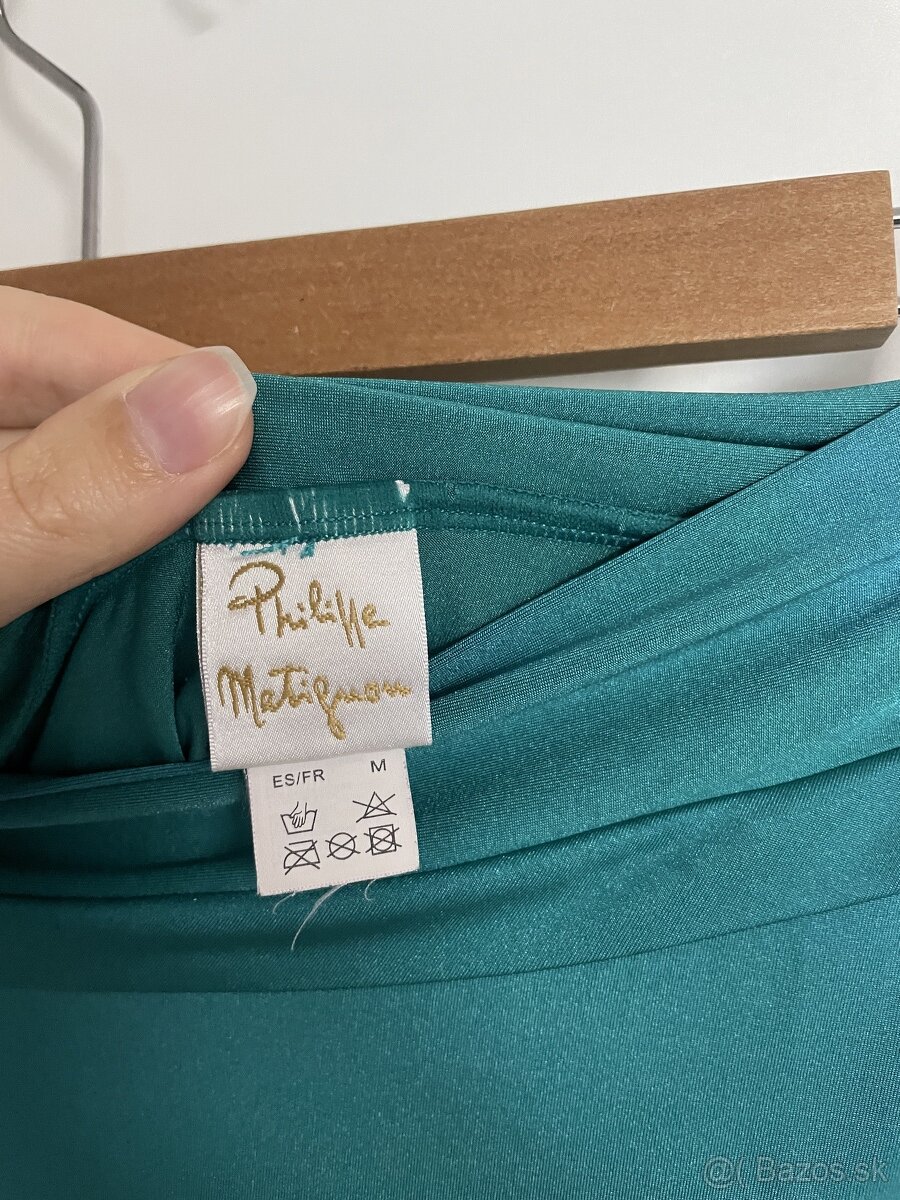 Philippe
Matignon
ES/FR M
@( Bazos.sk